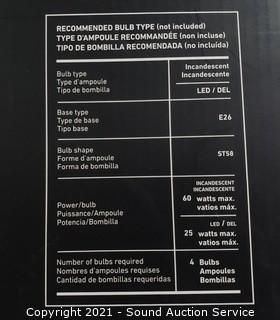 RECOMMENDED BULB TYPE (not included)
TYPE D'AMPOULE RECOMMANDÉE (non incluse)
TIPO DE BOMBILLA RECOMENDADA (no incluída)
Bulb type
Type d'ampoule
Tipo de bombilla
Incandescent
Incandescente
LED / DEL
Base type
Type de base
Tipo base
E26
Bulb shape
Forme d'ampoule
Forma de bombilla
ST58
Power/bulb
Puissance/Ampoule
Potencia/Bombilla
INCANDESCENT
INCANDESCENTE
60 watts max.
vatios máx.
LED / DEL
25 watts max.
vatios máx.
Number of bulbs required
Nombres d'ampoules requises
Cantidad de bombillas requeridas
4 Bulbs
Ampoules
Bombillas
Copyright 2021 - Sound Auction Service